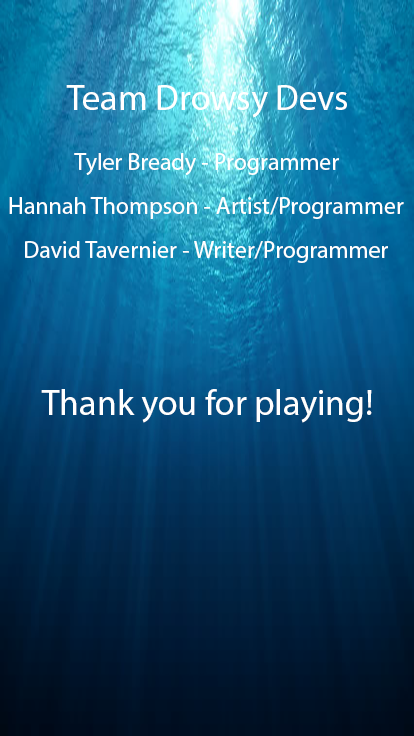 Team Drowsy Devs
Tyler Bready - Programmer
Hannah Thompson - Artist/Programmer
David Tavernier - Writer/Programmer
Thank you for playing!